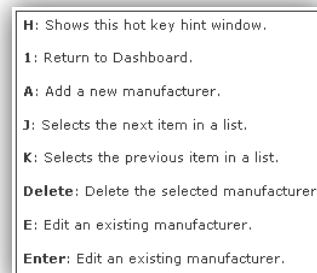 H: Shows this hot key hint window.
1: Return to Dashboard.
A: Add a new manufacturer.
J: Selects the next item in a list.
K: Selects the previous item in a list.
Delete: Delete the selected manufacturer
E: Edit an existing manufacturer.
Enter: Edit an existing manufacturer.